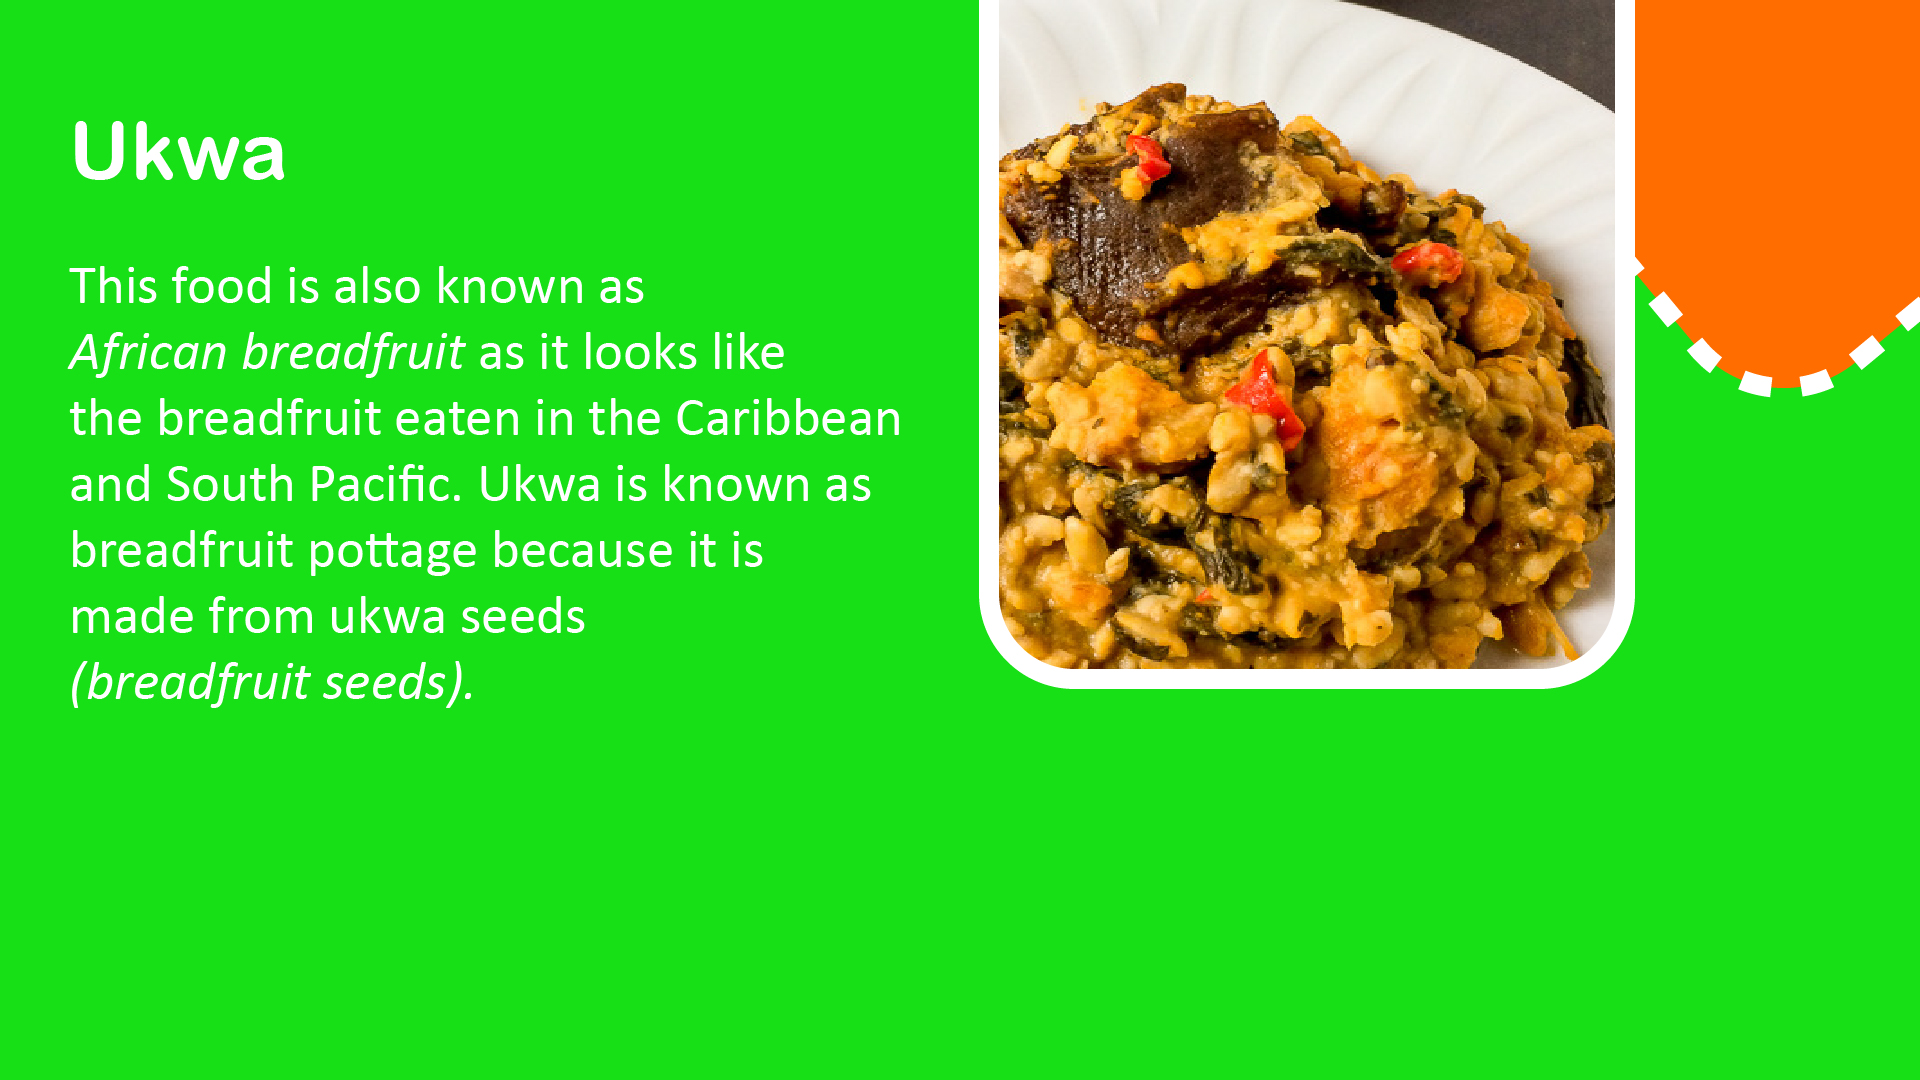 Ukwa
This food is also known as
African breadfruit as it looks like
the breadfruit eaten in the Caribbean
and South Pacific. Ukwa is known as
breadfruit pottage because it is
made from ukwa seeds
(breadfruit seeds).